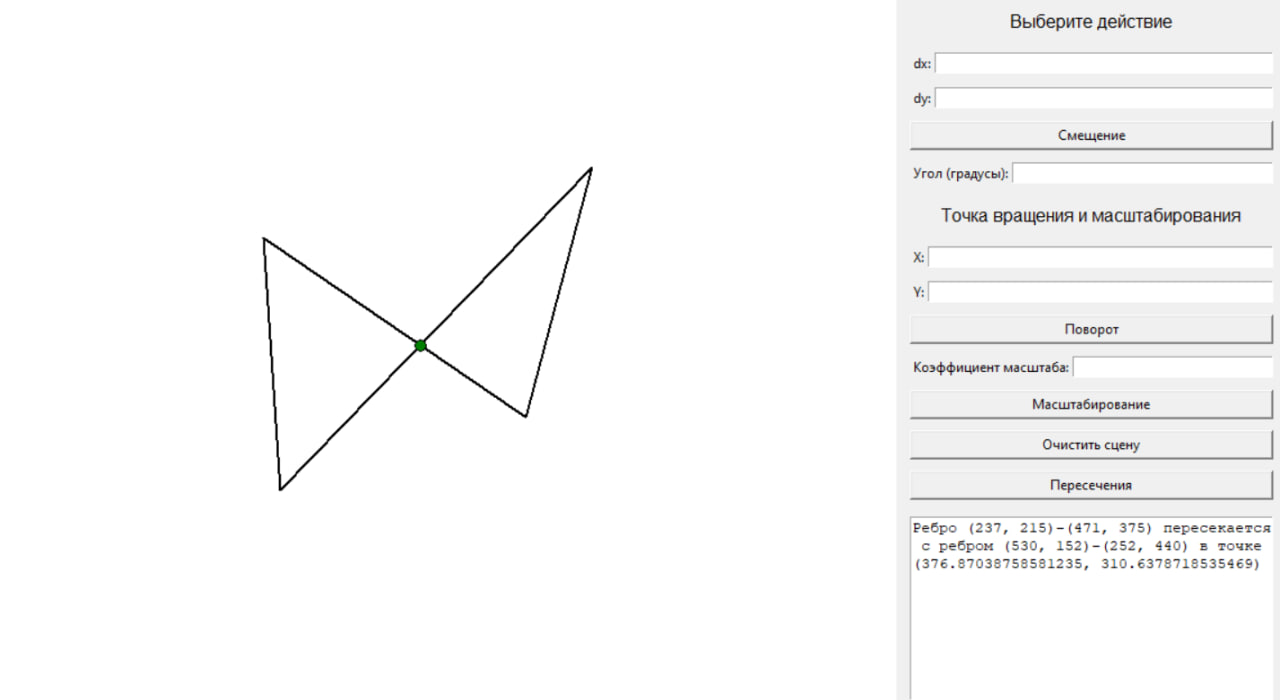 Выберите действие
dx:
dy:
Смещение
Угол (градусы):
Точка вращения и масштабирования
X:
Y:
Поворот
Коэффициент масштаба:
Масштабирование
Очистить сцену
Пересечения
Ребро (237, 215)-(471, 375) пересекается
с ребром (530, 152)-(252, 440) в точке
(376.87038758581235, 310.6378718535469)